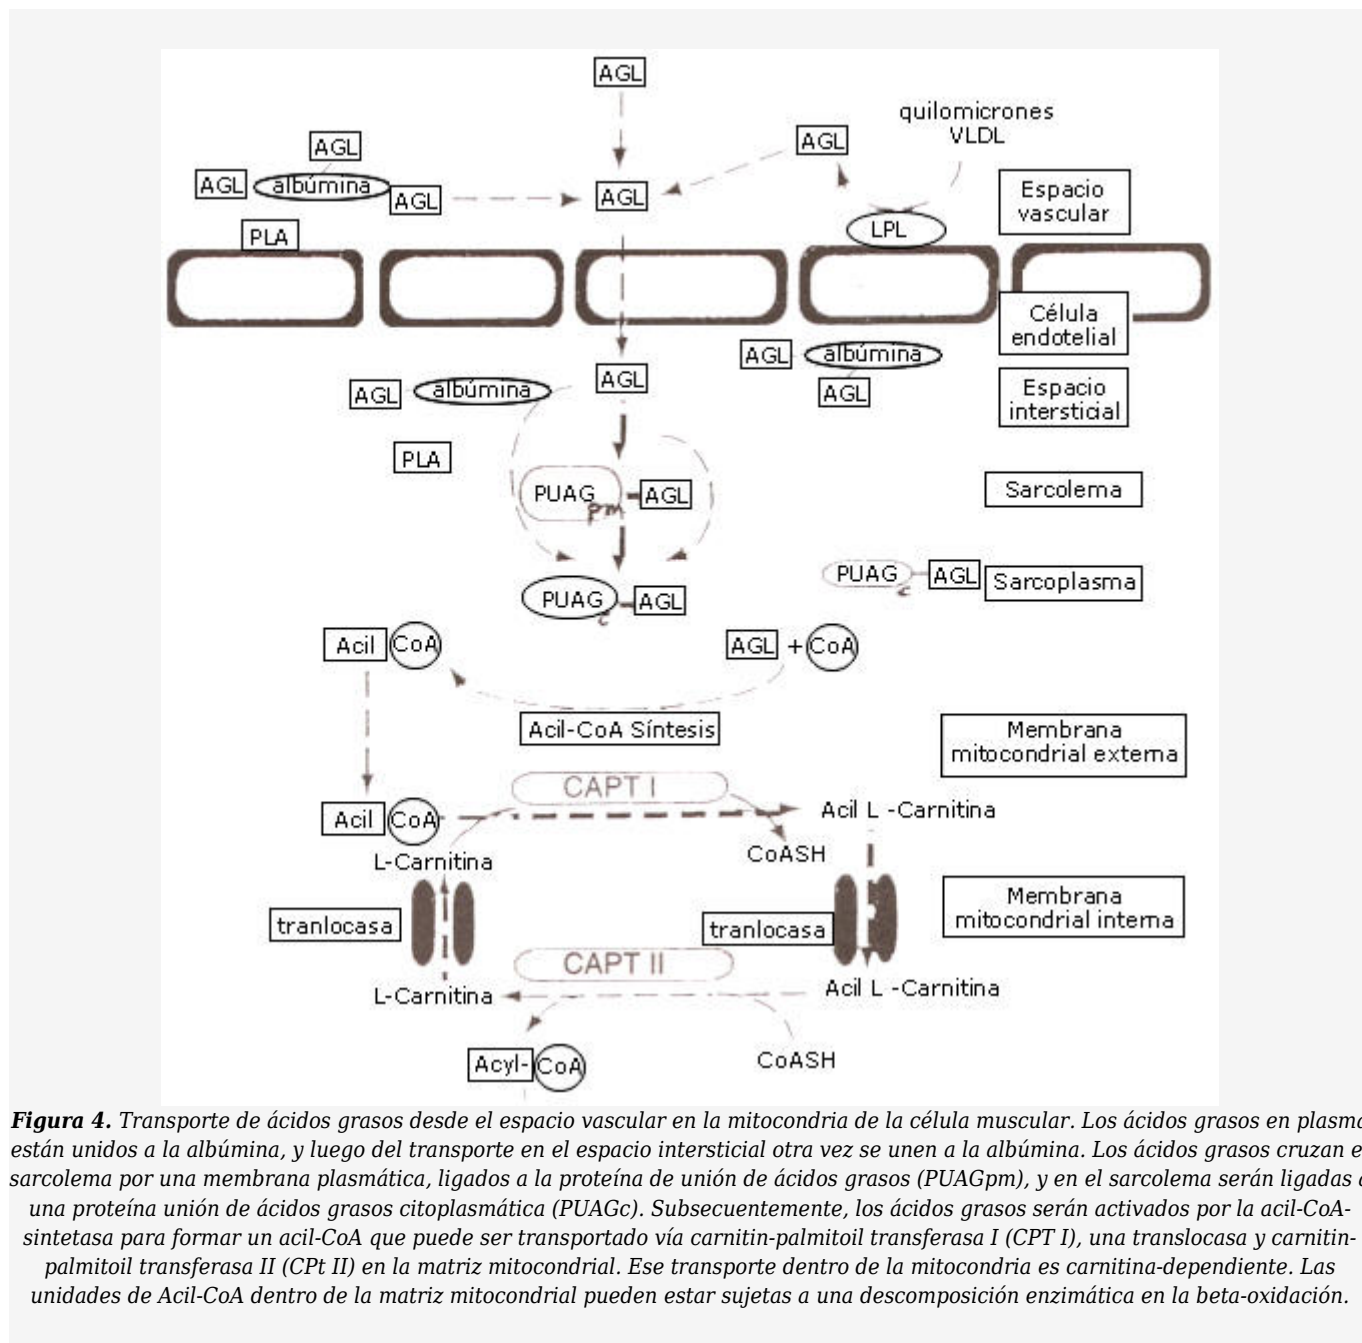 AGL
quilomicrones
VLDL
AGL
AGL
AGL
albúmina
AGL
AGL
Espacio
vascular
PLA
LPL
Célula
endotelial
AGL
albúmina
AGL
AGL
Espacio
intersticial
AGL
albúmina
PLA
PUAG
pm
AGL
Sarcolema
PUAG
c
AGL
Sarcoplasma
PUAG
c
AGL
Acil
CoA
AGL
+
CoA
Acil-CoA Síntesis
Membrana
mitocondrial externa
CAPT I
Acil
CoA
Acil L -Carnitina
L-Carnitina
CoASH
tranlocasa
tranlocasa
Membrana
mitocondrial interna
CAPT II
L-Carnitina
Acil L -Carnitina
Acyl-
CoA
CoASH
Figura 4. Transporte de ácidos grasos desde el espacio vascular en la mitocondria de la célula muscular. Los ácidos grasos en plasma
están unidos a la albúmina, y luego del transporte en el espacio intersticial otra vez se unen a la albúmina. Los ácidos grasos cruzan e
sarcolema por una membrana plasmática, ligados a la proteína de unión de ácidos grasos (PUAGpm), y en el sarcolema serán ligadas a
una proteína unión de ácidos grasos citoplasmática (PUAGc). Subsecuentemente, los ácidos grasos serán activados por la acil-CoA-
sintetasa para formar un acil-CoA que puede ser transportado vía carnitin-palmitoil transferasa I (CPT I), una translocasa y carnitin-
palmitoil transferasa II (CPt II) en la matriz mitocondrial. Ese transporte dentro de la mitocondria es carnitina-dependiente. Las
unidades de Acil-CoA dentro de la matriz mitocondrial pueden estar sujetas a una descomposición enzimática en la beta-oxidación.